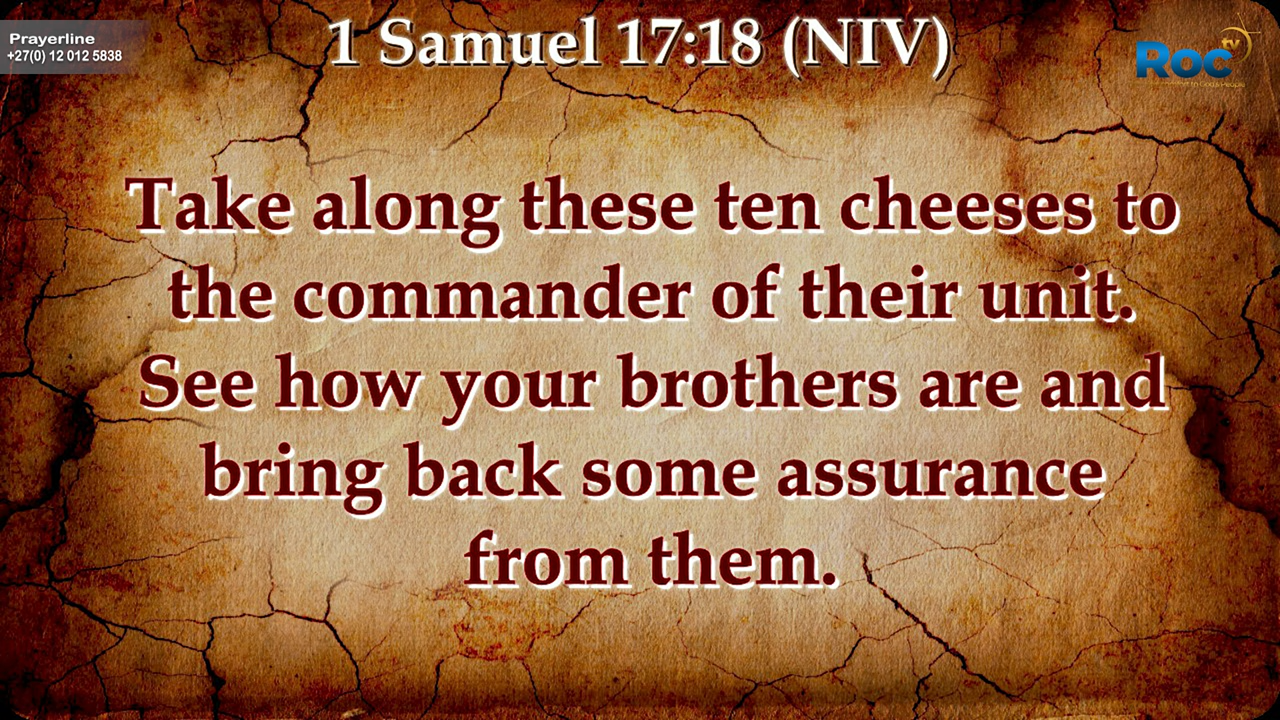 Prayerline
+27(0) 12 012 5838
1 Samuel 17:18 (NIV)
Roc tv
Take along these ten cheeses to
the commander of their unit.
See how your brothers are and
bring back some assurance
from them.